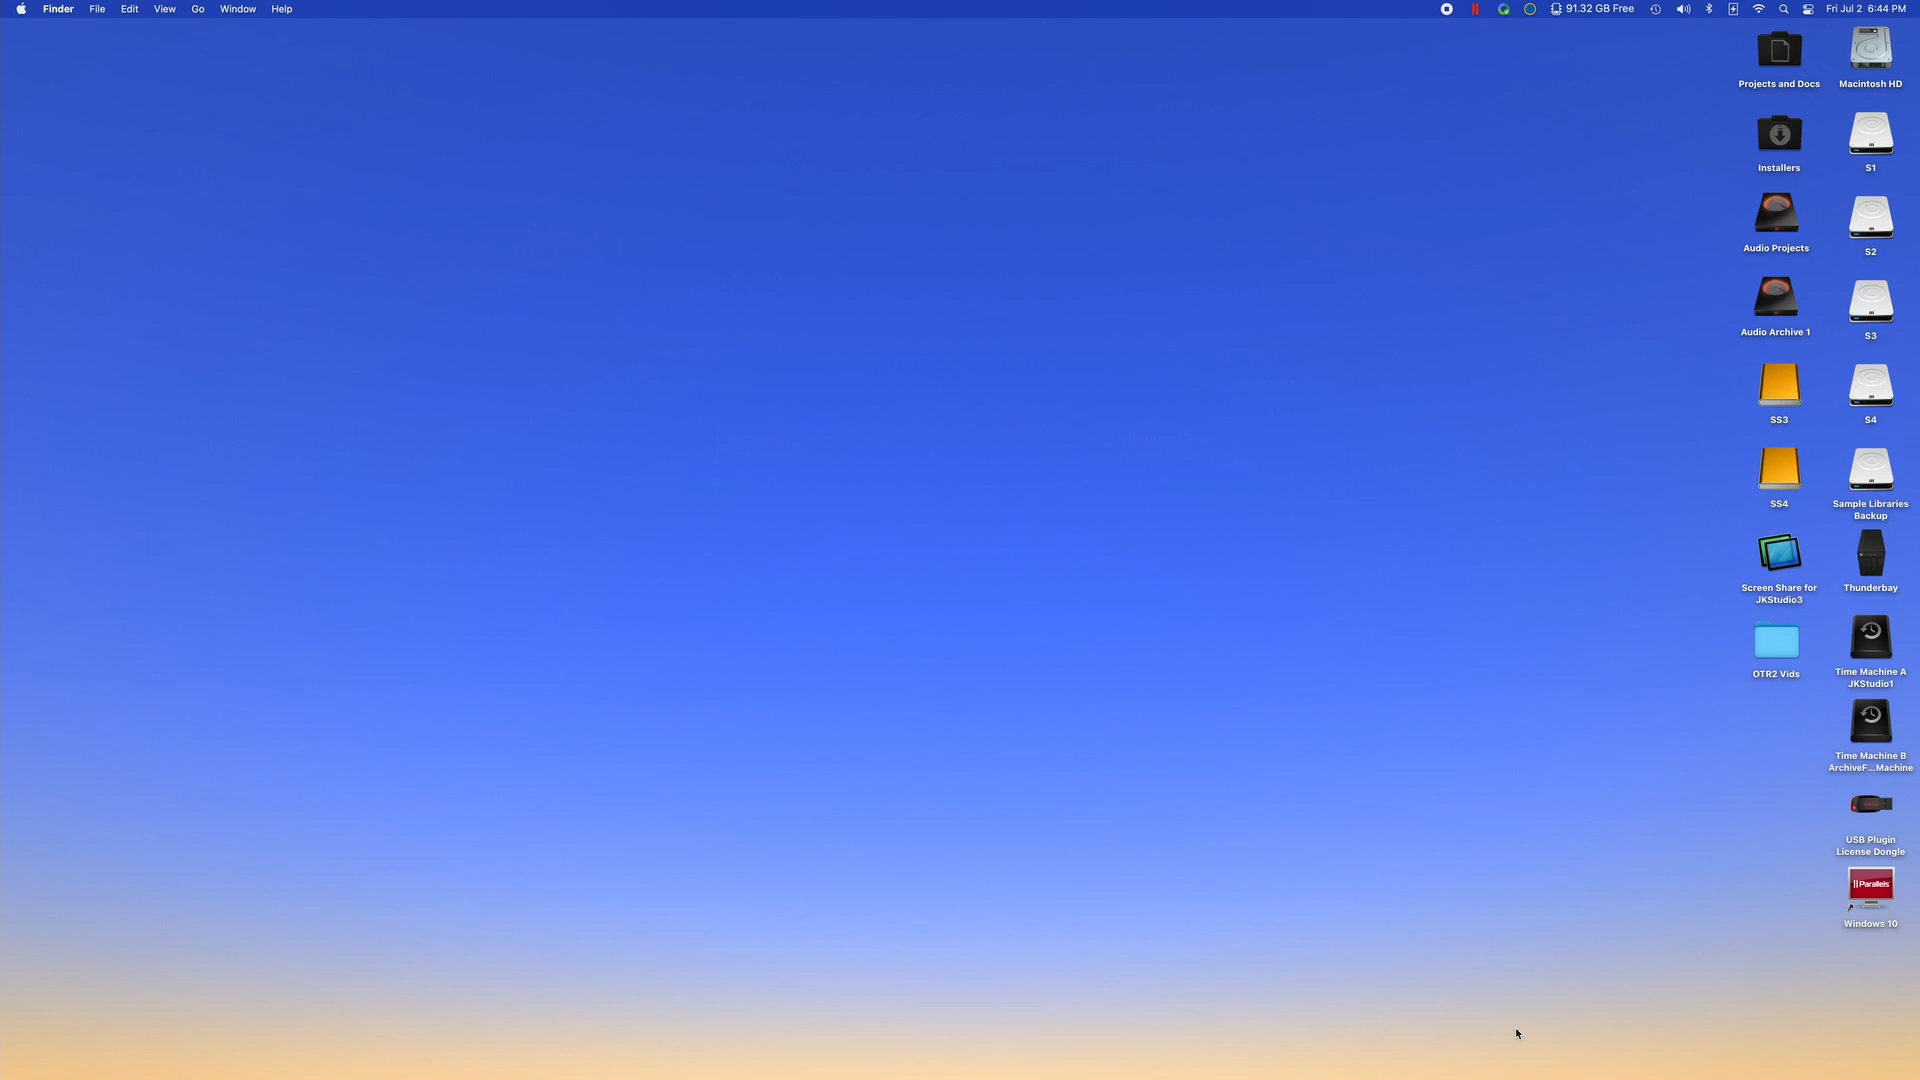 Finder File Edit View Go Window Help 91.32 GB Free Fri Jul 2 6:44 PM
Projects and Docs
Macintosh HD
Installers
S1
Audio Projects
S2
Audio Archive 1
S3
SS3
S4
SS4
Sample Libraries
Backup
Screen Share for
JKStudio3
Thunderbay
OTR2 Vids
Time Machine A
JKStudio1
Time Machine B
ArchiveF...Machine
USB Plugin
License Dongle
Parallels
Windows 10